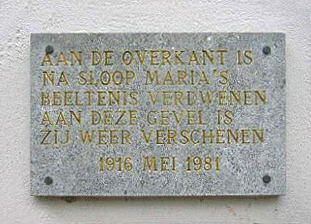 AAN DE OVERKANT IS
NA SLOOP MARIA'S
BEELTENIS VERDWENEN
AAN DEZE GEVEL IS
ZIJ WEER VERSCHENEN
1916 MEI 1981